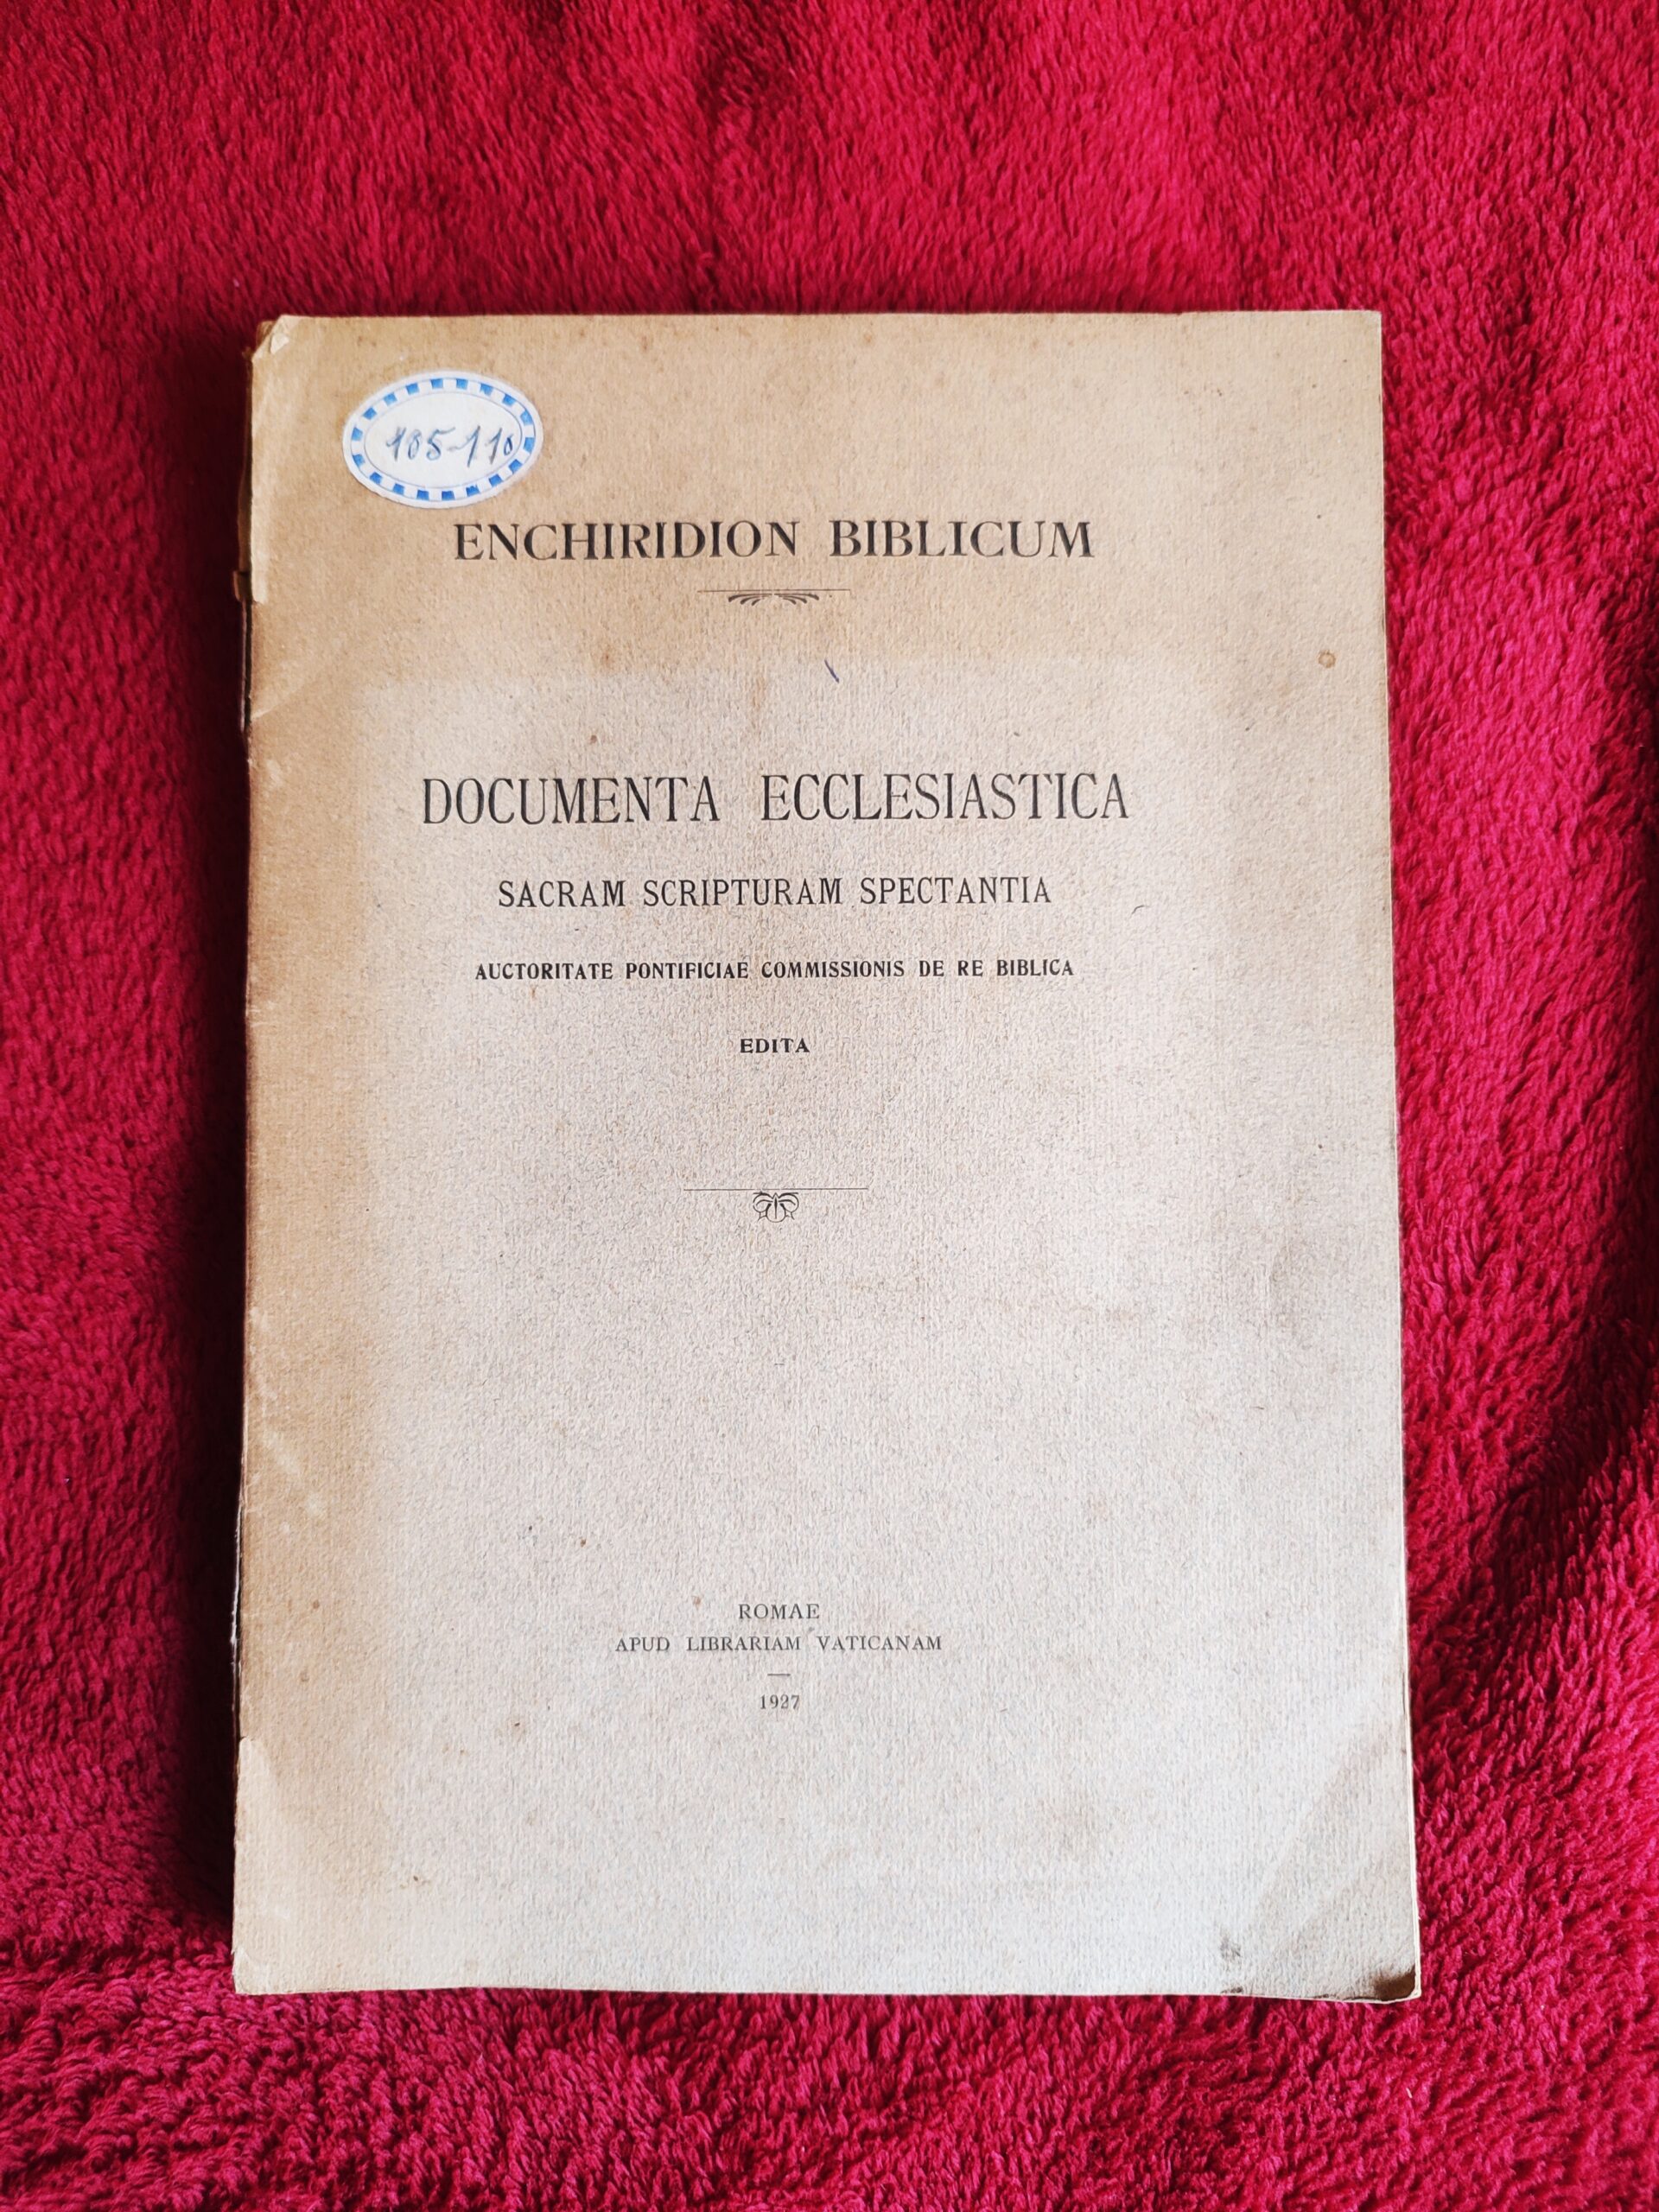 105-110
ENCHIRIDION BIBLICUM
DOCUMENTA ECCLESIASTICA
SACRAM SCRIPTURAM SPECTANTIA
AUCTORITATE PONTIFICIAE COMMISSIONIS DE RE BIBLICA
EDITA
ROMAE
APUD LIBRARIAM VATICANAM
1927